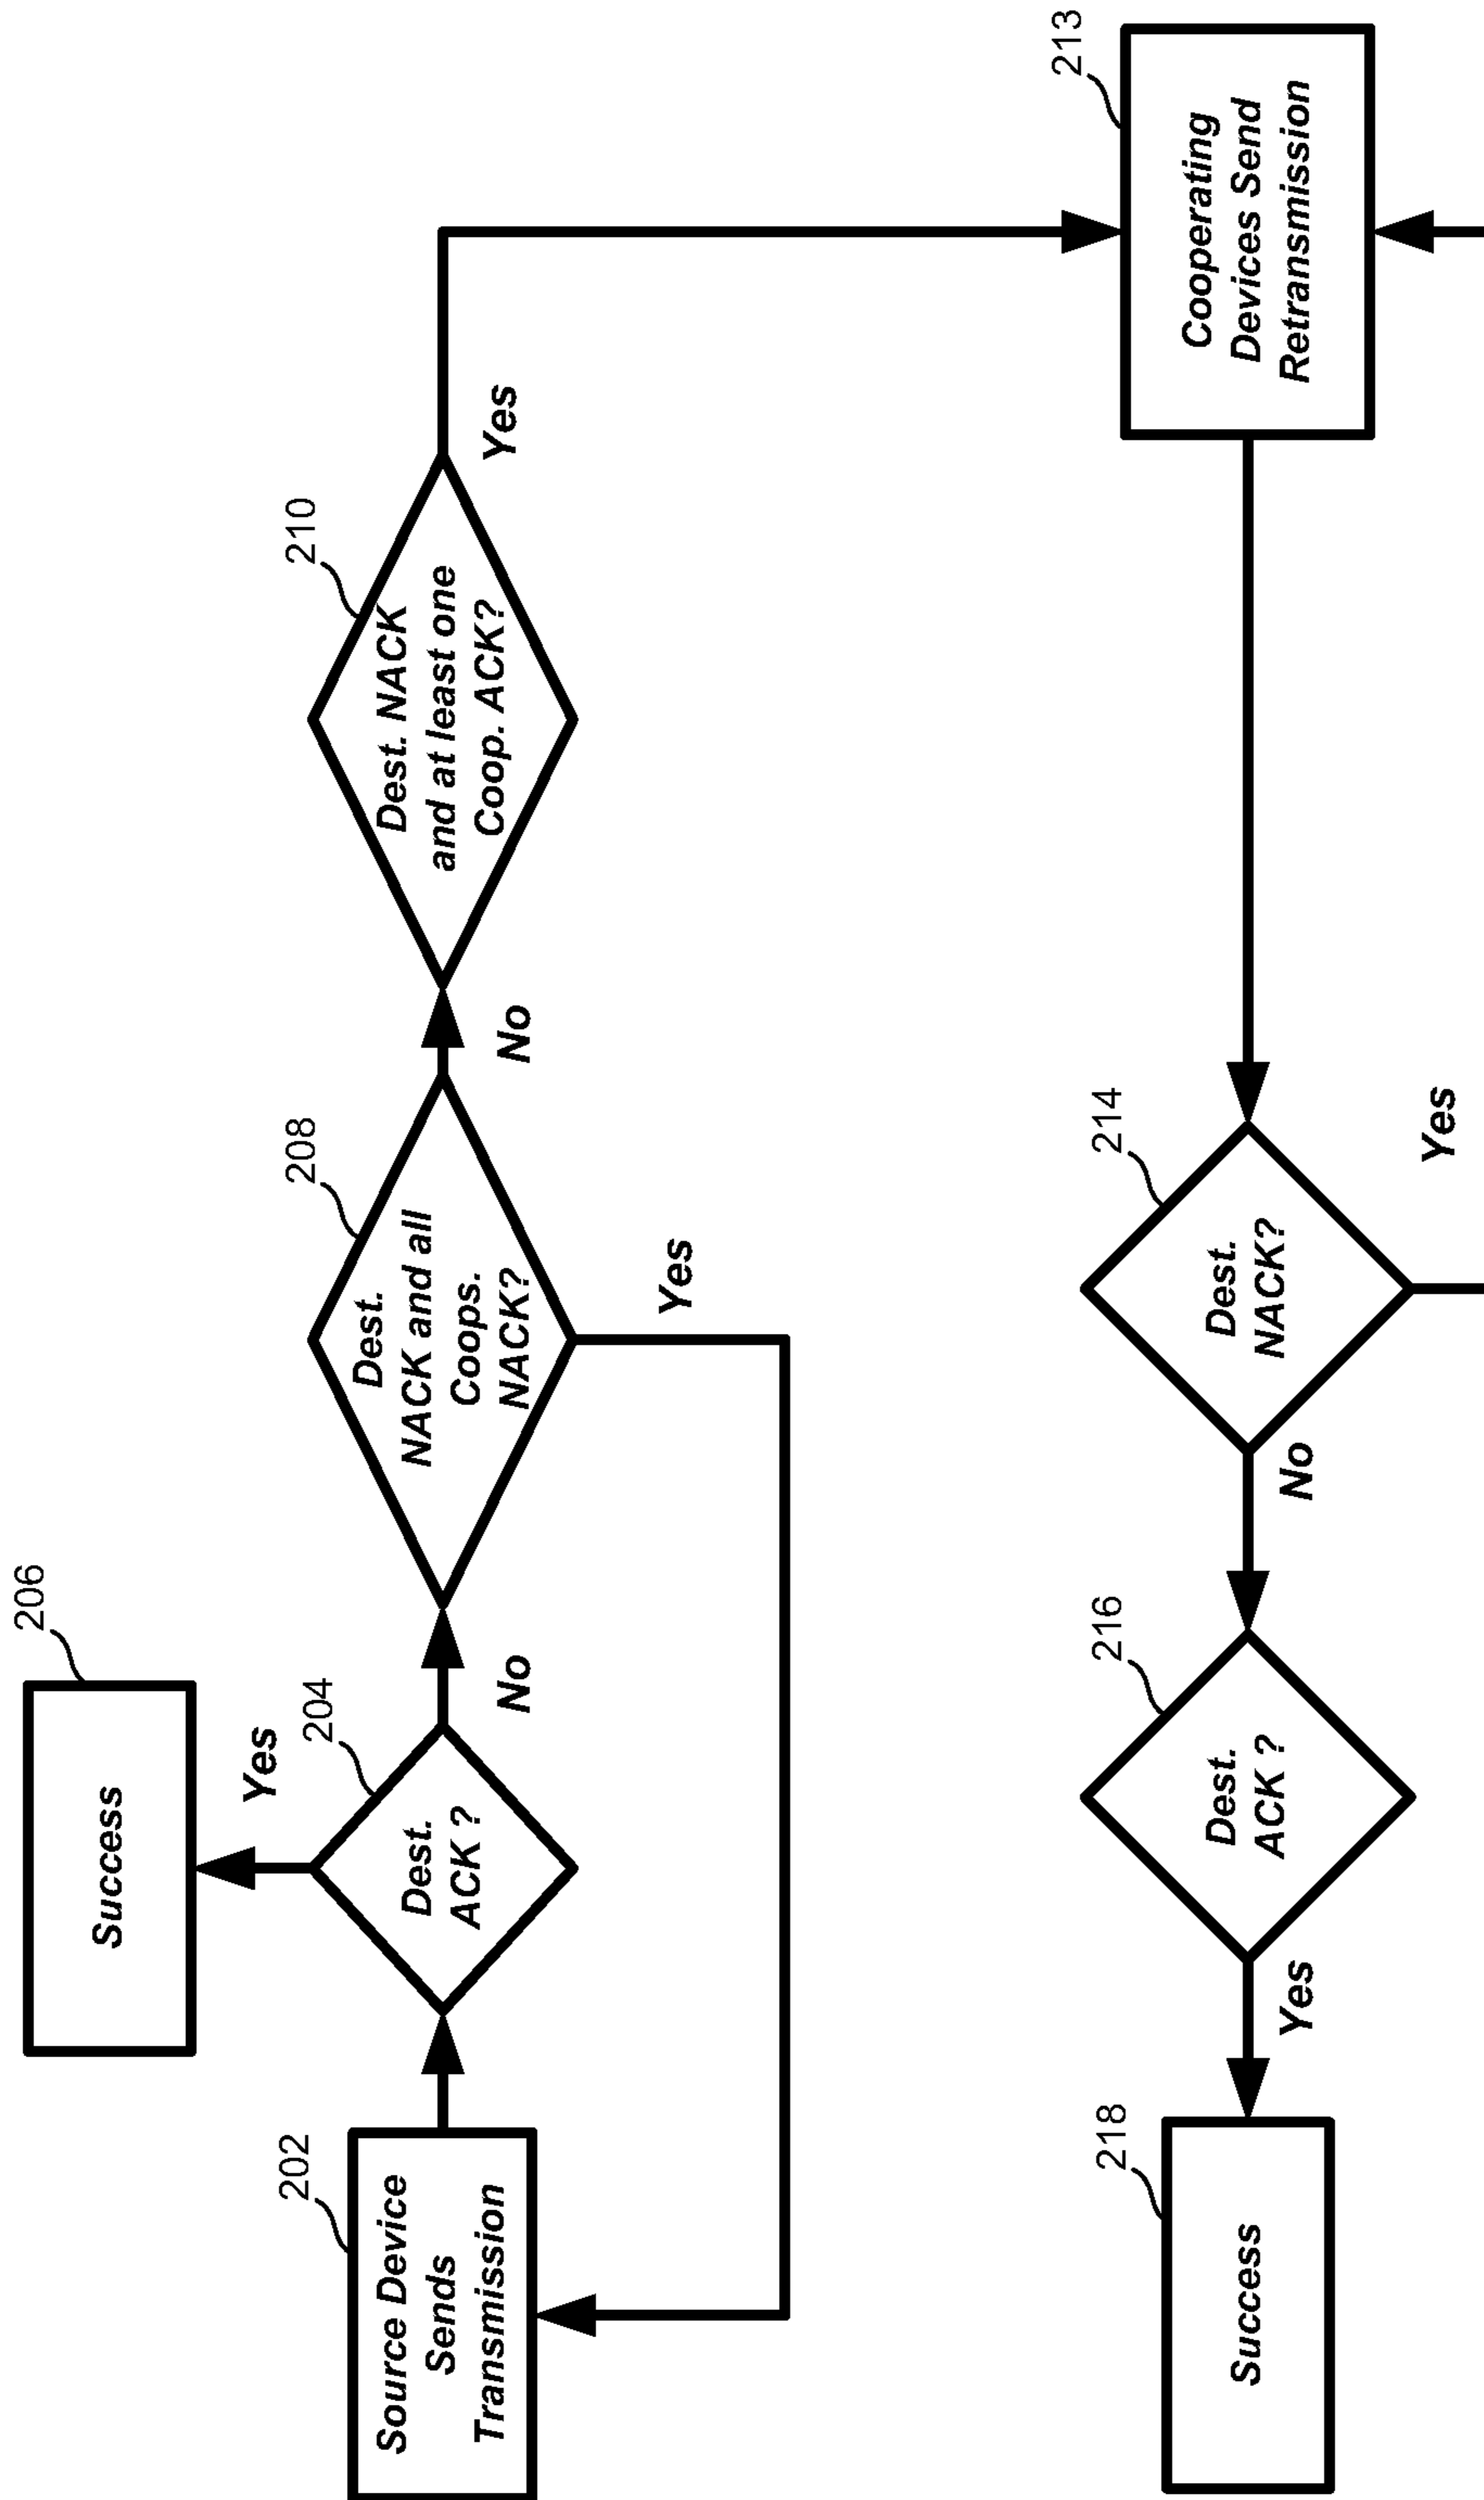 206
Success
Yes
202
Source Device
Sends
Transmission
204
Dest.
ACK ?
No
208
Dest.
NACK and all
Coops.
NACK?
No
Yes
210
Dest. NACK
and at least one
Coop. ACK?
Yes
213
Cooperating
Devices Send
Retransmission
214
Dest.
NACK?
Yes
No
216
Dest.
ACK ?
Yes
218
Success